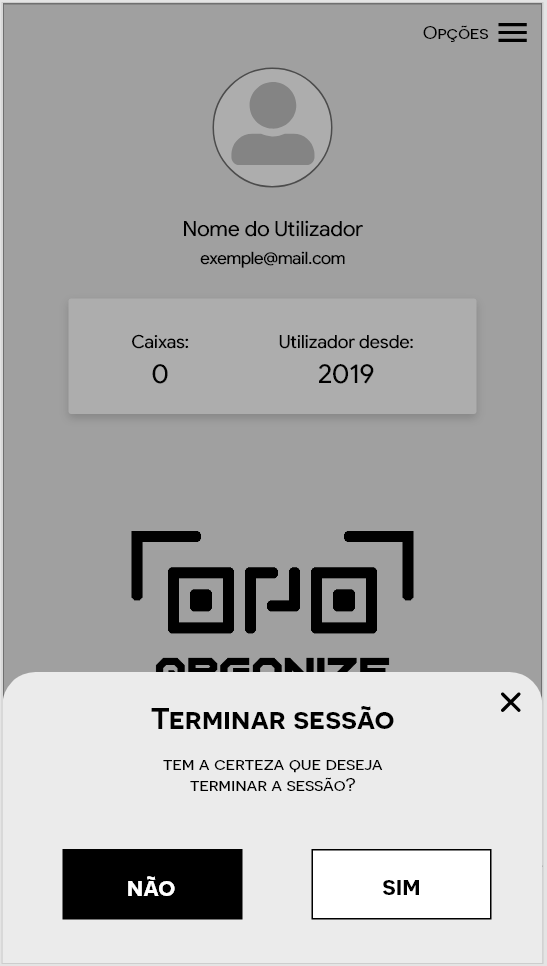 Opções
Nome do Utilizador
exemple@mail.com
Caixas:
Utilizador desde:
0
2019
ARGANIZE
Terminar sessão
tem a certeza que deseja
terminar a sessão?
NÃO
SIM